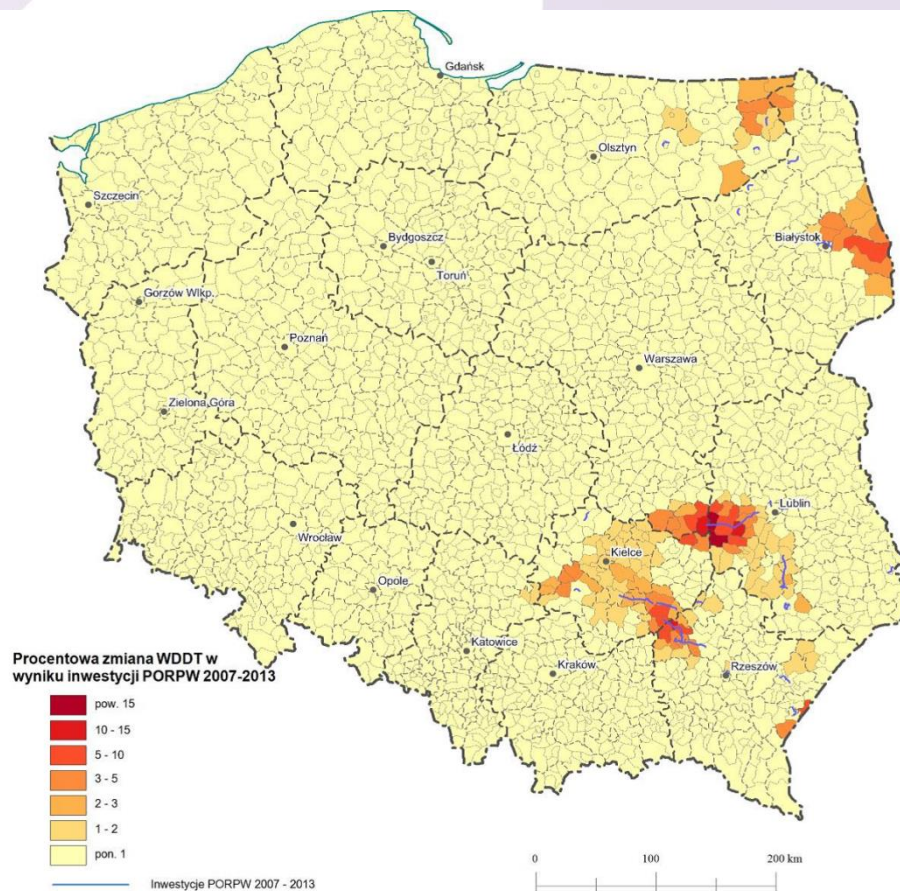 Gdańsk
Olsztyn
Szczecin
Bydgoszcz
Białystok
Toruń
Gorzów Wlkp.
Poznań
Warszawa
Zielona Góra
Łódź
Lublin
Wrocław
Kielce
Opole
Katowice
Kraków
Rzeszów
Procentowa zmiana WDDT w
wyniku inwestycji PORPW 2007-2013
pow. 15
10 - 15
5 - 10
3 - 5
2 - 3
1 - 2
pon. 1
Inwestycje PORPW 2007 - 2013
0 100 200 km